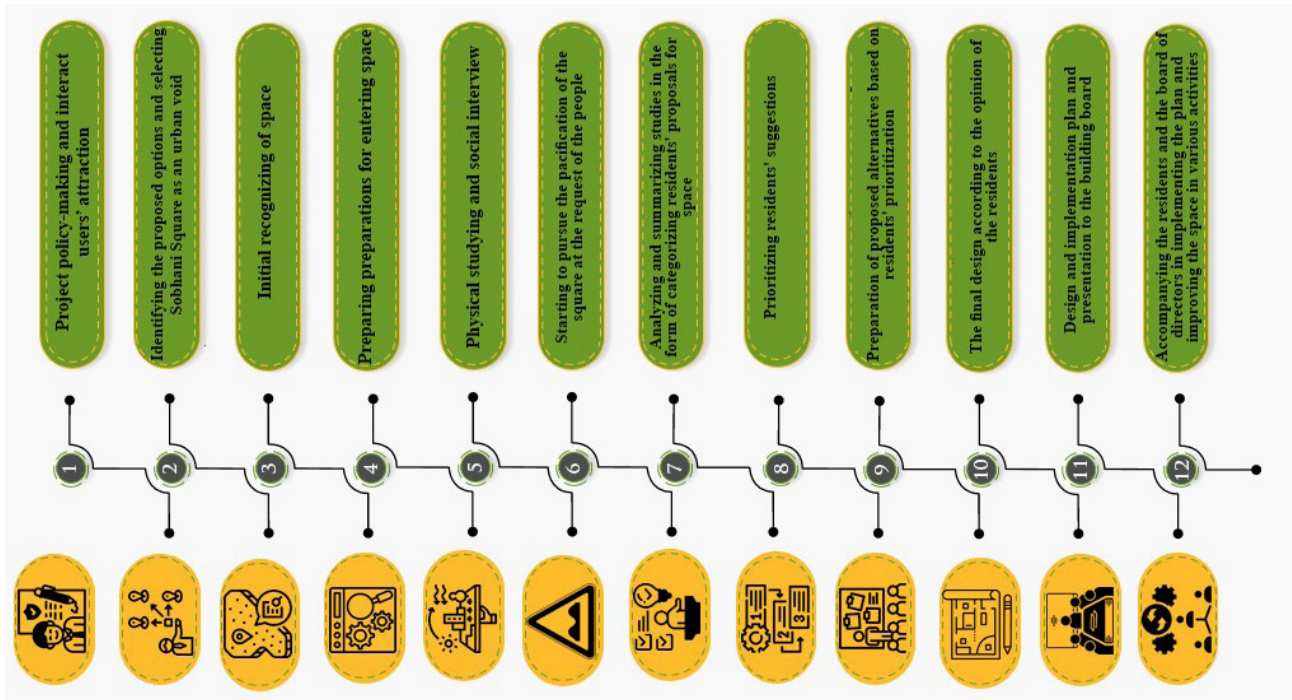 Project policy-making and interact
users' attraction
Identifying the proposed options and selecting
Sobhani Square as an urban void
Initial recognizing of space
Preparing preparations for entering space
Physical studying and social interview
Starting to pursue the pacification of the
square at the request of the people
Analyzing and summarizing studies in the
form of categorizing residents' proposals for
space
Prioritizing residents' suggestions
Preparation of proposed alternatives based on
residents' prioritization
The final design according to the opinion of
the residents
Design and implementation plan and
presentation to the building board
Accompanying the residents and the board of
directors in implementing the plan and
improving the space in various activities
1
2
3
4
5
6
7
8
9
10
11
12
1
2
3